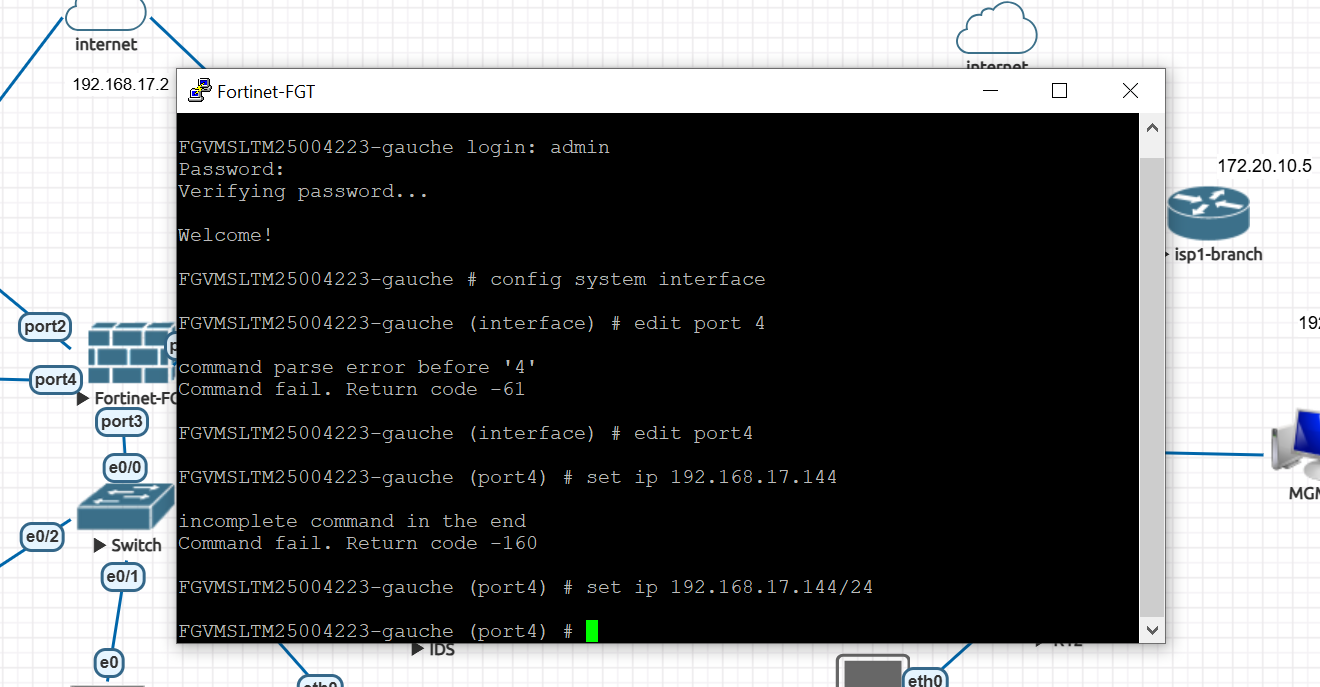 internet
192.168.17.2
internet
Fortinet-FGT
FGVMSLTM25004223-gauche login: admin
Password:
Verifying password...
Welcome!
FGVMSLTM25004223-gauche # config system interface
FGVMSLTM25004223-gauche (interface) # edit port 4
command parse error before '4'
Command fail. Return code -61
FGVMSLTM25004223-gauche (interface) # edit port4
FGVMSLTM25004223-gauche (port4) # set ip 192.168.17.144
incomplete command in the end
Command fail. Return code -160
FGVMSLTM25004223-gauche (port4) # set ip 192.168.17.144/24
FGVMSLTM25004223-gauche (port4) #
172.20.10.5
isp1-branch
port2
port4
Fortinet-FG
port3
e0/0
e0/2
Switch
e0/1
e0
IDS
eth0
eth0